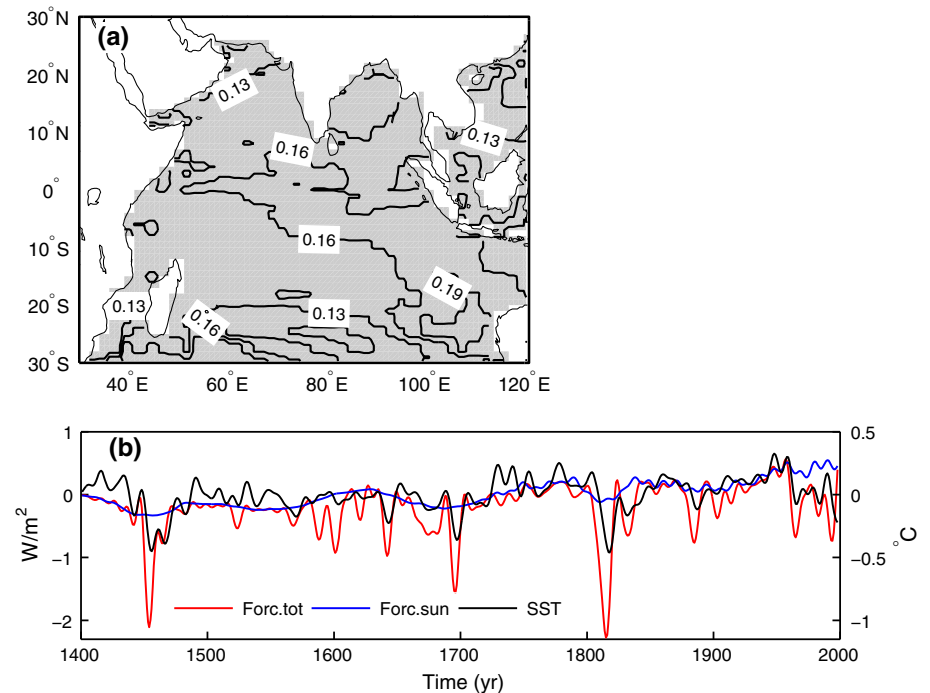 (a)
30°N
20°N
10°N
0°
10°S
20°S
30°S
40°E 60°E 80°E 100°E 120°E
0.13
0.16
0.13
0.16
0.19
0.13
0.16
0.13
(b)
1
0
−1
−2
W/m²
0.5
0
−0.5
−1
°C
Forc.tot Forc.sun SST
1400 1500 1600 1700 1800 1900 2000
Time (yr)